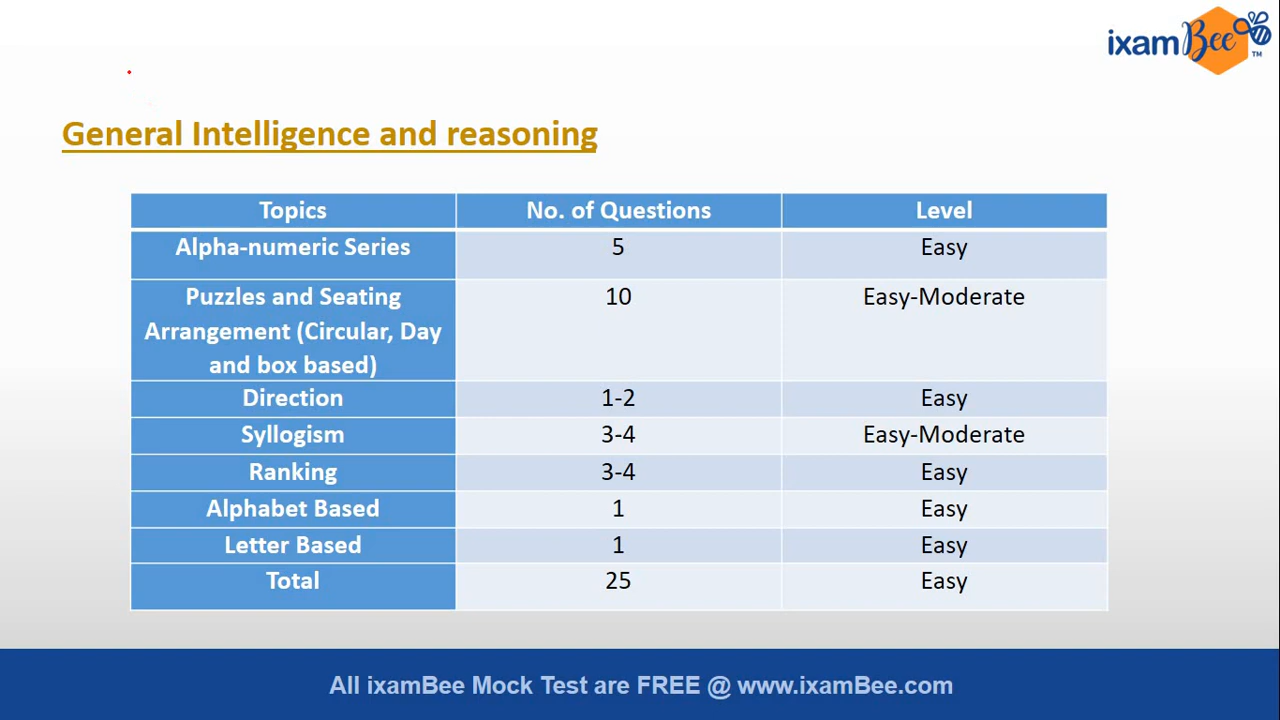 ixamBee
TM
General Intelligence and reasoning
Topics No. of Questions Level
Alpha-numeric Series 5 Easy
Puzzles and Seating 10 Easy-Moderate
Arrangement (Circular, Day
and box based)
Direction 1-2 Easy
Syllogism 3-4 Easy-Moderate
Ranking 3-4 Easy
Alphabet Based 1 Easy
Letter Based 1 Easy
Total 25 Easy
All ixamBee Mock Test are FREE @ www.ixamBee.com